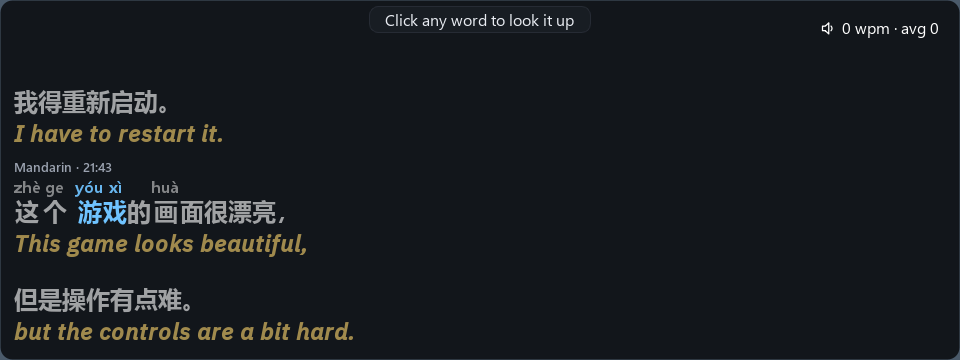 Click any word to look it up
0 wpm · avg 0
我得重新启动。
I have to restart it.
Mandarin · 21:43
zhè ge yóu xì huà
这个游戏的画面很漂亮，
This game looks beautiful,
但是操作有点难。
but the controls are a bit hard.